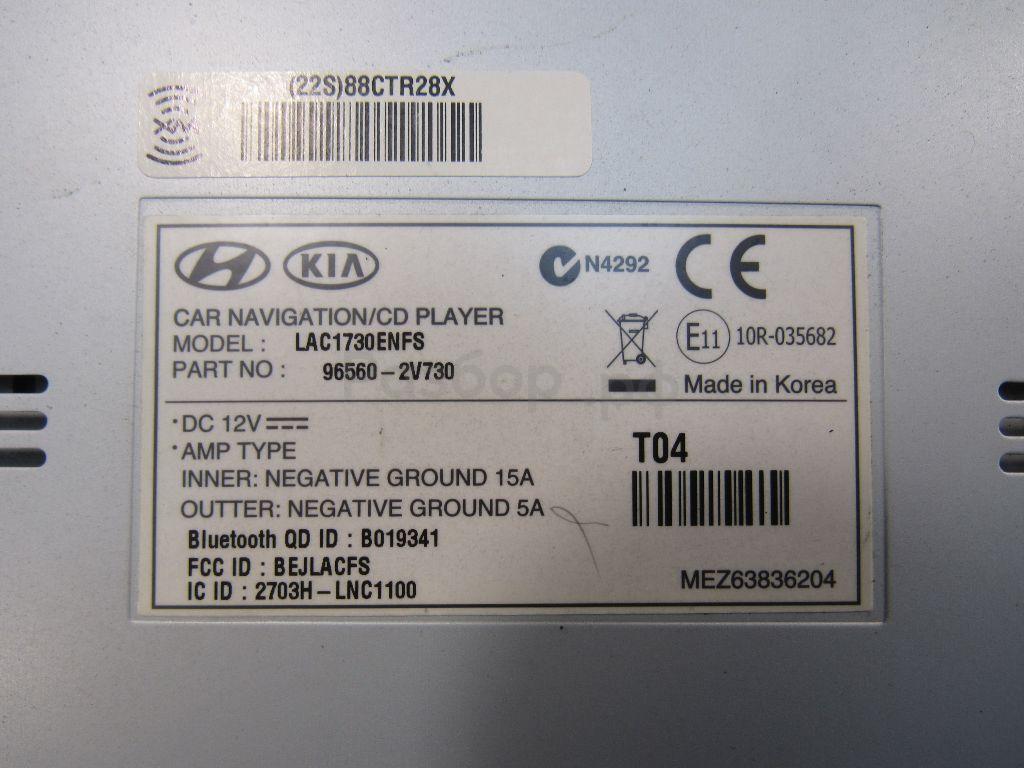 (22S)88CTR28X
KIA
N4292
CE
CAR NAVIGATION/CD PLAYER
MODEL : LAC1730ENFS
PART NO : 96560-2V730
E11 10R-035682
Made in Korea
Разбор.рф
·DC 12V
·AMP TYPE
INNER: NEGATIVE GROUND 15A
OUTTER: NEGATIVE GROUND 5A
T04
Bluetooth QD ID : B019341
FCC ID : BEJLACFS
IC ID : 2703H-LNC1100
MEZ63836204